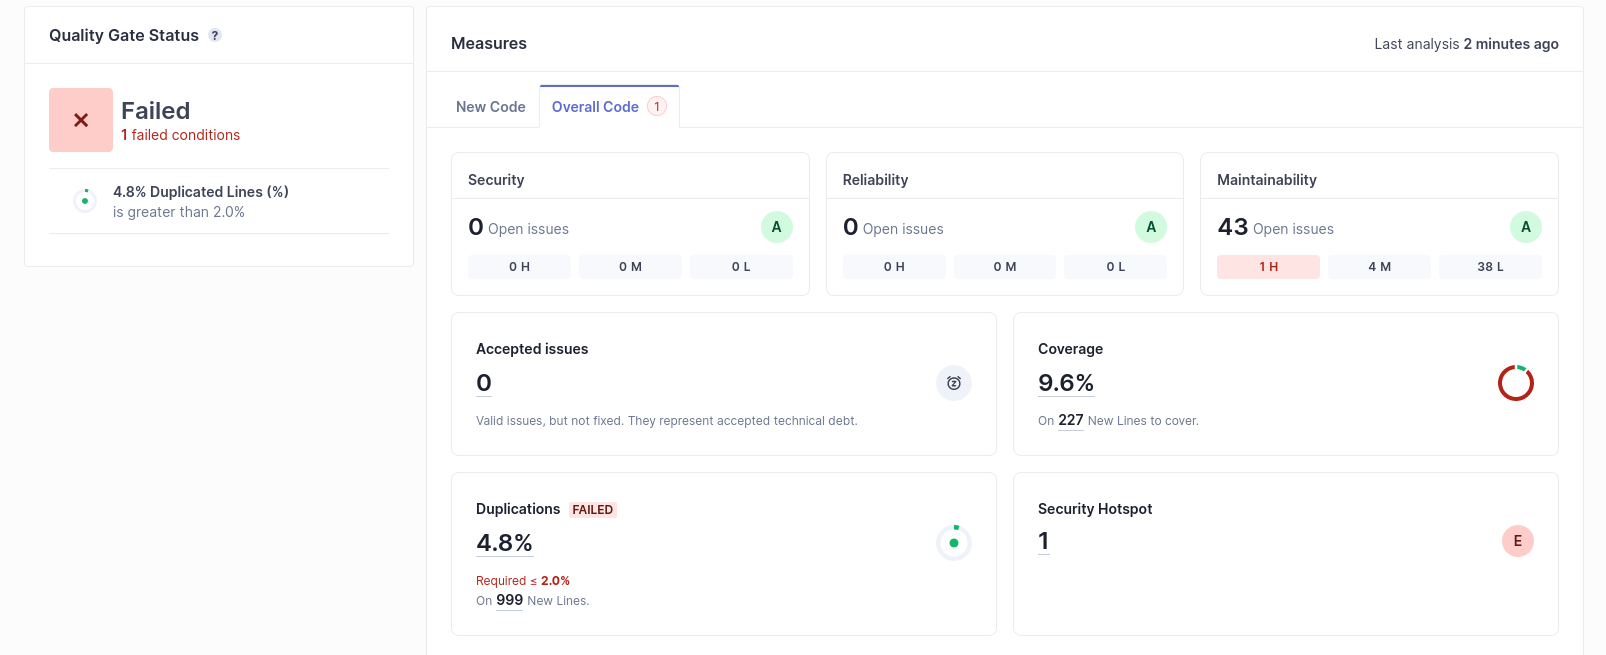 Quality Gate Status ?
Failed
1 failed conditions
4.8% Duplicated Lines (%)
is greater than 2.0%
Measures
Last analysis 2 minutes ago
New Code
Overall Code 1
Security
0 Open issues
A
0 H
0 M
0 L
Reliability
0 Open issues
A
0 H
0 M
0 L
Maintainability
43 Open issues
A
1 H
4 M
38 L
Accepted issues
0
Valid issues, but not fixed. They represent accepted technical debt.
Coverage
9.6%
On 227 New Lines to cover.
Duplications FAILED
4.8%
Required ≤ 2.0%
On 999 New Lines.
Security Hotspot
1
E